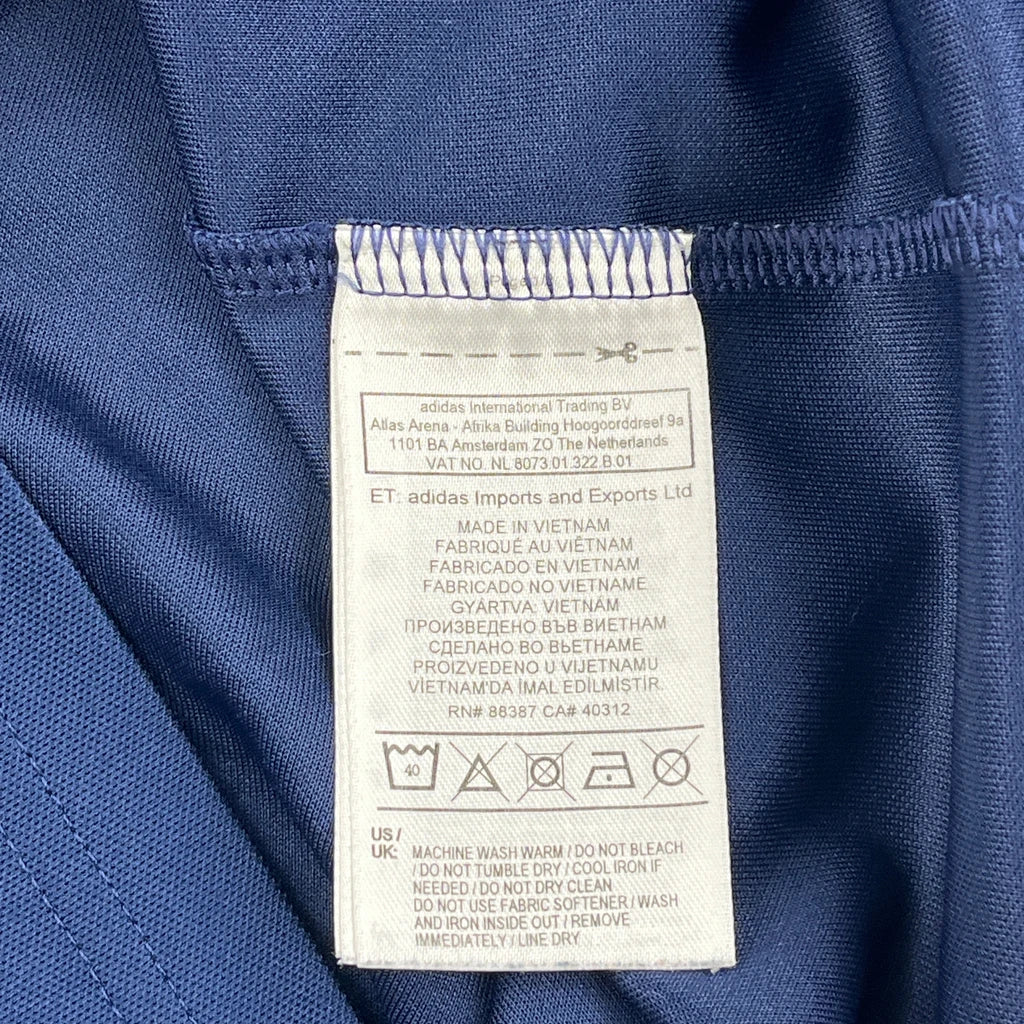 adidas International Trading BV
Atlas Arena - Afrika Building Hoogoorddreef 9a
1101 BA Amsterdam ZO The Netherlands
VAT NO. NL 8073.01.322.B.01
ET: adidas Imports and Exports Ltd
MADE IN VIETNAM
FABRIQUÉ AU VIÊTNAM
FABRICADO EN VIETNAM
FABRICADO NO VIETNAME
GYÁRTVA: VIETNÁM
ПРОИЗВЕДЕНО ВЪВ ВИЕТНАМ
СДЕЛАНО ВО ВЬЕТНАМЕ
PROIZVEDENO U VIJETNAMU
VİETNAM'DA İMAL EDİLMİŞTİR.
RN# 88387 CA# 40312
40
US /
UK: MACHINE WASH WARM / DO NOT BLEACH
/ DO NOT TUMBLE DRY / COOL IRON IF
NEEDED / DO NOT DRY CLEAN
DO NOT USE FABRIC SOFTENER / WASH
AND IRON INSIDE OUT / REMOVE
IMMEDIATELY / LINE DRY